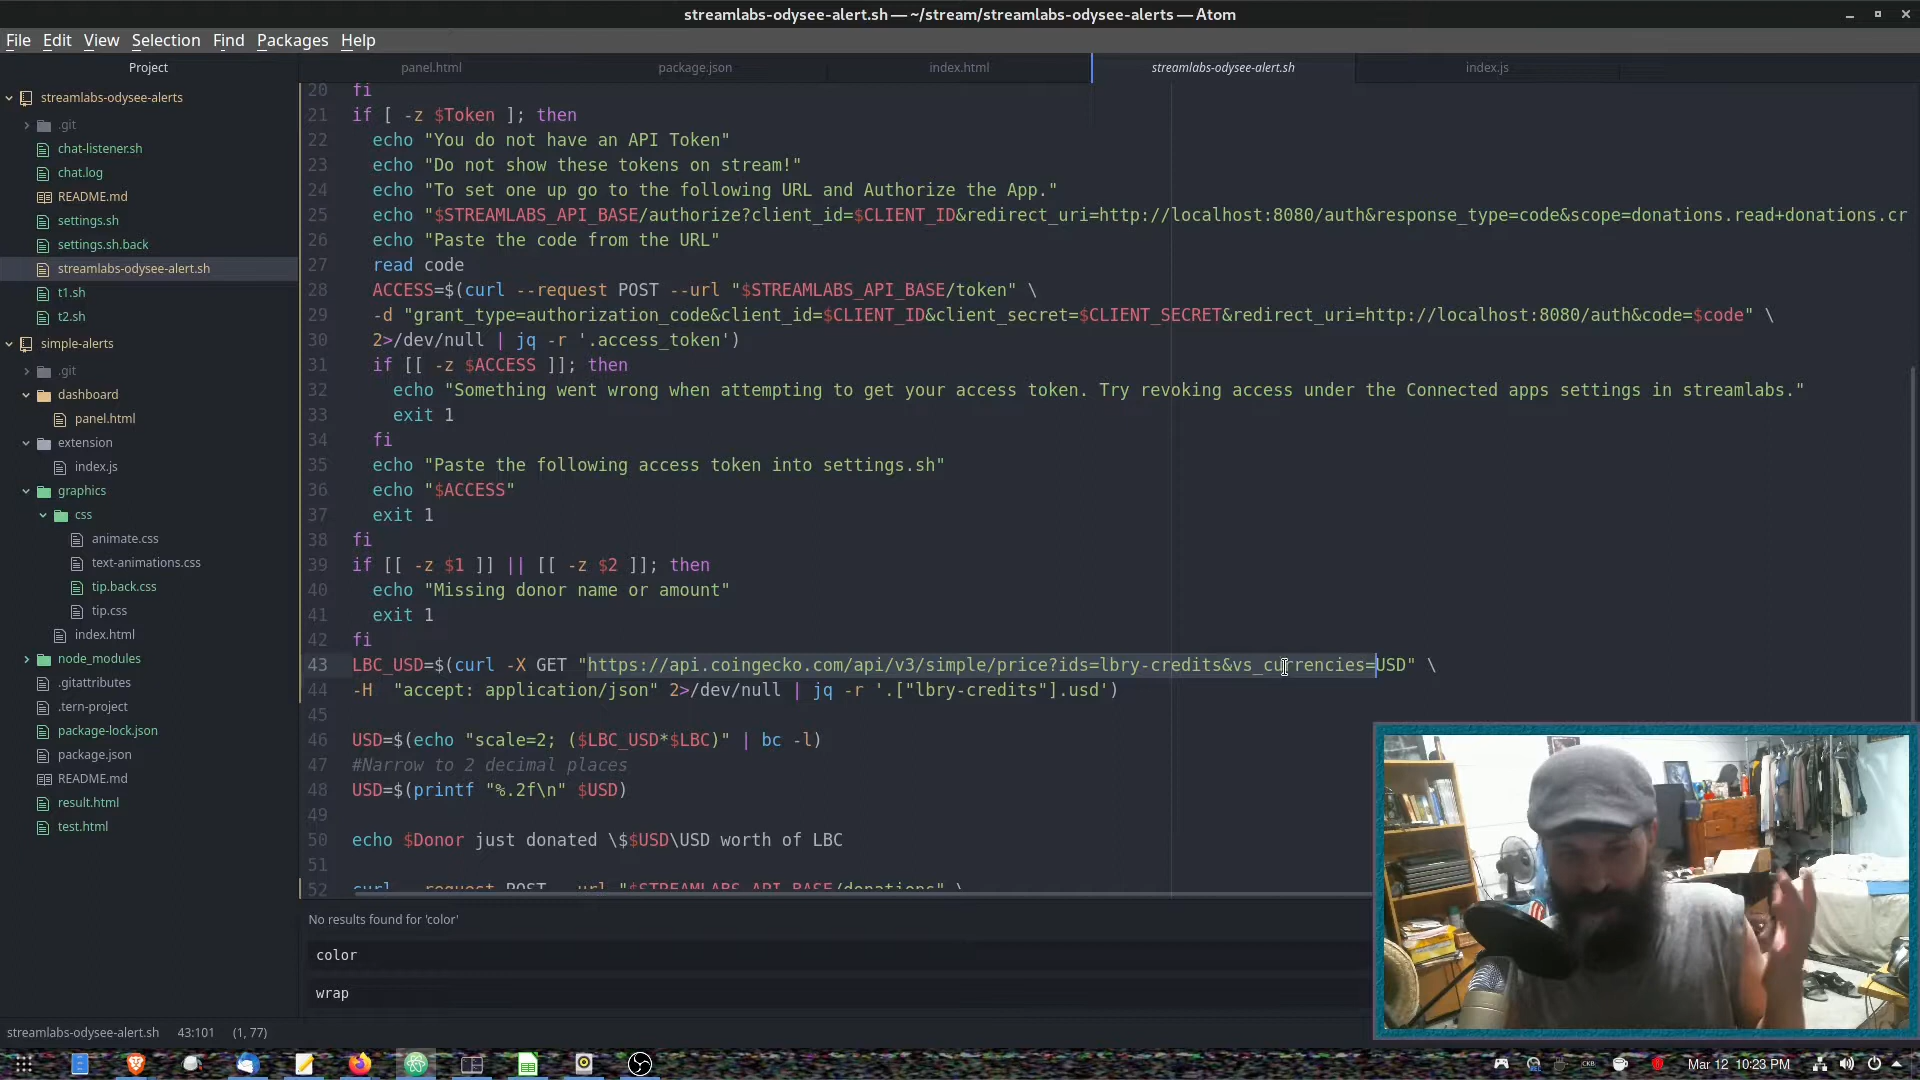 streamlabs-odysee-alert.sh — ~/stream/streamlabs-odysee-alerts — Atom
File Edit View Selection Find Packages Help
Project
panel.html
package.json
index.html
streamlabs-odysee-alert.sh
index.js
streamlabs-odysee-alerts
.git
chat-listener.sh
chat.log
README.md
settings.sh
settings.sh.back
streamlabs-odysee-alert.sh
t1.sh
t2.sh
simple-alerts
.git
dashboard
panel.html
extension
index.js
graphics
css
animate.css
text-animations.css
tip.back.css
tip.css
index.html
node_modules
.gitattributes
.tern-project
package-lock.json
package.json
README.md
result.html
test.html
20 fi
21 if [ -z $Token ]; then
22 echo "You do not have an API Token"
23 echo "Do not show these tokens on stream!"
24 echo "To set one up go to the following URL and Authorize the App."
25 echo "$STREAMLABS_API_BASE/authorize?client_id=$CLIENT_ID&redirect_uri=http://localhost:8080/auth&response_type=code&scope=donations.read+donations.cr
26 echo "Paste the code from the URL"
27 read code
28 ACCESS=$(curl --request POST --url "$STREAMLABS_API_BASE/token" \
29 -d "grant_type=authorization_code&client_id=$CLIENT_ID&client_secret=$CLIENT_SECRET&redirect_uri=http://localhost:8080/auth&code=$code" \
30 2>/dev/null | jq -r '.access_token')
31 if [[ -z $ACCESS ]]; then
32 echo "Something went wrong when attempting to get your access token. Try revoking access under the Connected apps settings in streamlabs."
33 exit 1
34 fi
35 echo "Paste the following access token into settings.sh"
36 echo "$ACCESS"
37 exit 1
38 fi
39 if [[ -z $1 ]] || [[ -z $2 ]]; then
40 echo "Missing donor name or amount"
41 exit 1
42 fi
43 LBC_USD=$(curl -X GET "https://api.coingecko.com/api/v3/simple/price?ids=lbry-credits&vs_currencies=USD" \
44 -H "accept: application/json" 2>/dev/null | jq -r '.["lbry-credits"].usd')
45
46 USD=$(echo "scale=2; ($LBC_USD*$LBC)" | bc -l)
47 #Narrow to 2 decimal places
48 USD=$(printf "%.2f\n" $USD)
49
50 echo $Donor just donated \$$USD\USD worth of LBC
51
52 curl --request POST --url "$STREAMLABS_API_BASE/donations" \
No results found for 'color'
color
wrap
streamlabs-odysee-alert.sh 43:101 (1, 77)
Mar 12 10:23 PM